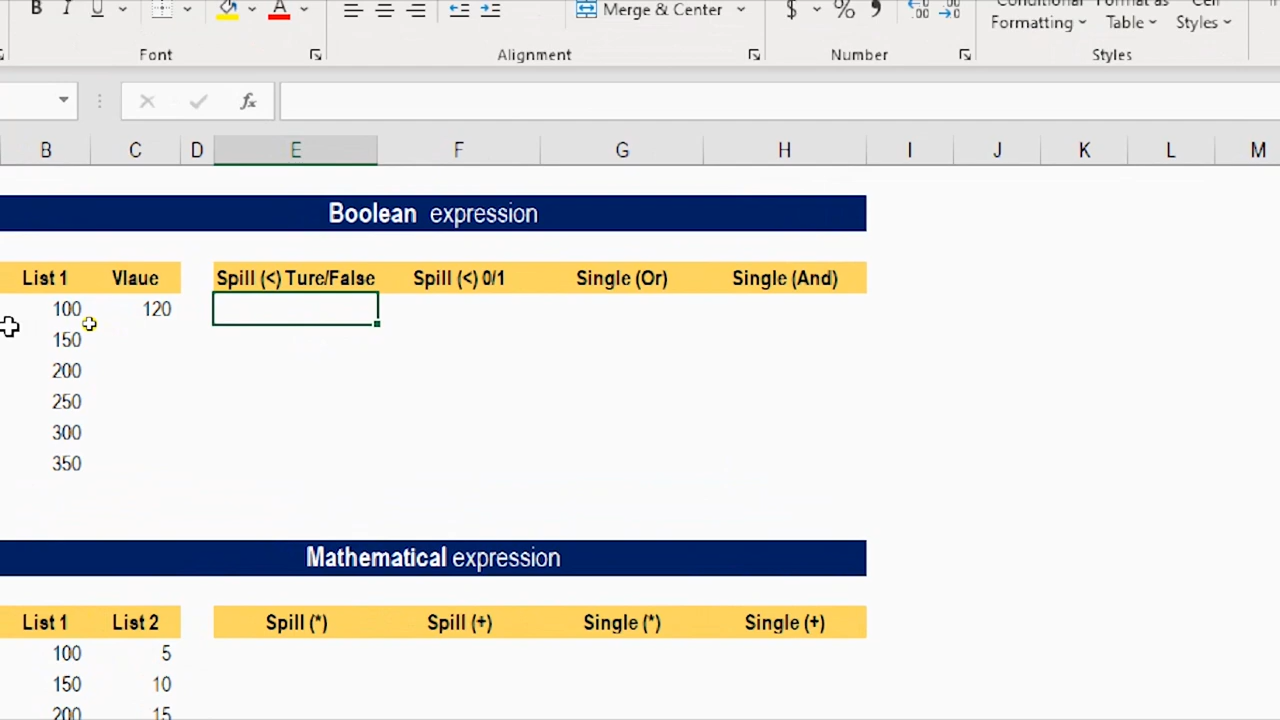 B I U Merge & Center $ % 9 Conditional Format as Cell
Formatting Table Styles
Font Alignment Number Styles
fx
B C D E F G H I J K L M
Boolean expression
List 1 Vlaue Spill (<) Ture/False Spill (<) 0/1 Single (Or) Single (And)
100 120
150
200
250
300
350
Mathematical expression
List 1 List 2 Spill (*) Spill (+) Single (*) Single (+)
100 5
150 10
200 15